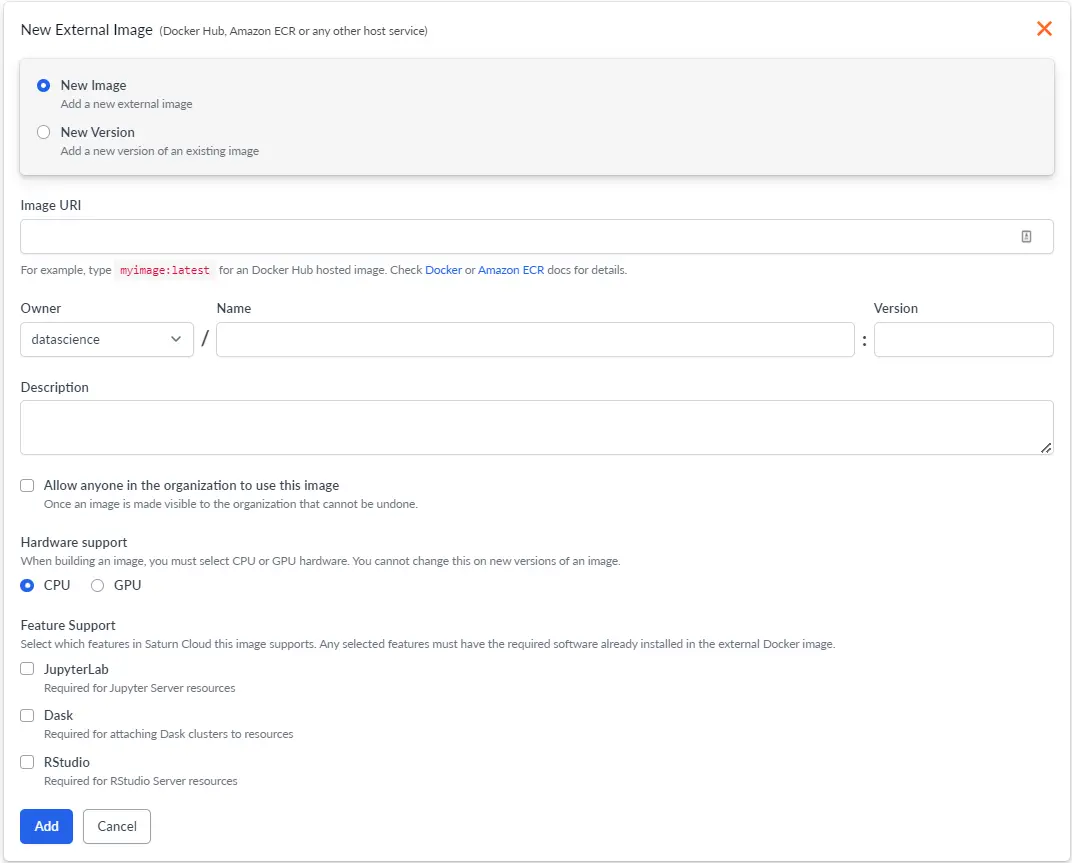 New External Image (Docker Hub, Amazon ECR or any other host service)
New Image
Add a new external image
New Version
Add a new version of an existing image
Image URI
For example, type myimage:latest for an Docker Hub hosted image. Check Docker or Amazon ECR docs for details.
Owner Name Version
datascience / :
Description
Allow anyone in the organization to use this image
Once an image is made visible to the organization that cannot be undone.
Hardware support
When building an image, you must select CPU or GPU hardware. You cannot change this on new versions of an image.
CPU GPU
Feature Support
Select which features in Saturn Cloud this image supports. Any selected features must have the required software already installed in the external Docker image.
JupyterLab
Required for Jupyter Server resources
Dask
Required for attaching Dask clusters to resources
RStudio
Required for RStudio Server resources
Add Cancel